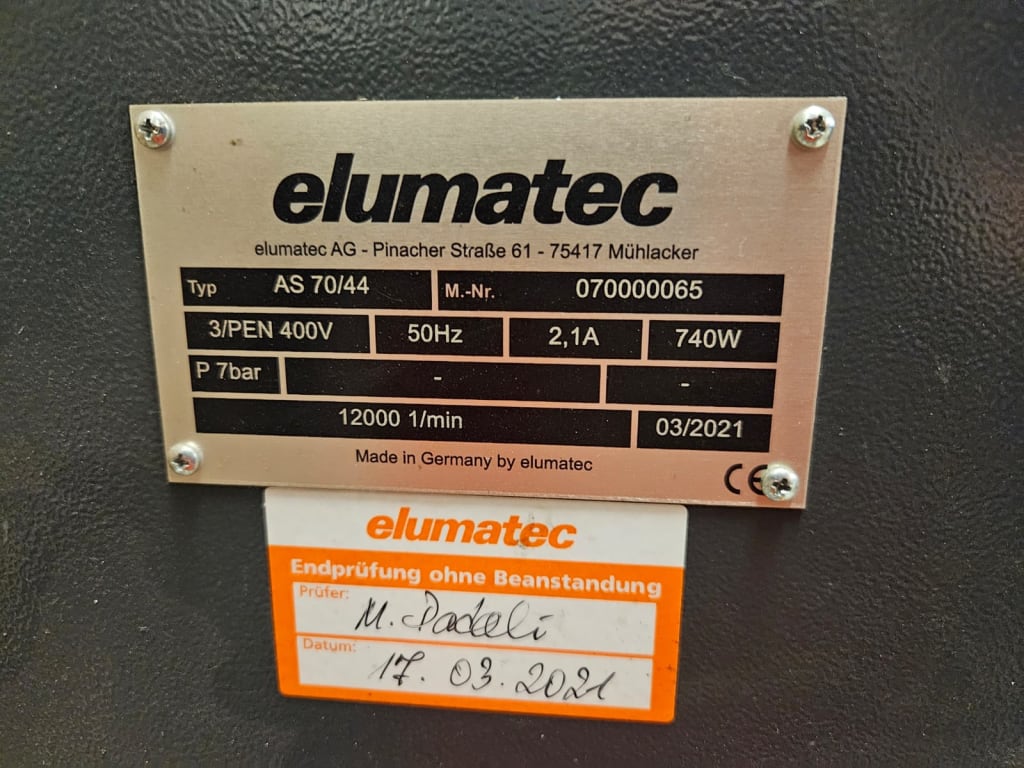 elumatec
elumatec AG - Pinacher Straße 61 - 75417 Mühlacker
Typ AS 70/44 M.-Nr. 070000065
3/PEN 400V 50Hz 2,1A 740W
P 7bar - -
12000 1/min 03/2021
Made in Germany by elumatec
CE
elumatec
Endprüfung ohne Beanstandung
Prüfer:
M.
Datum:
17. 03. 2021